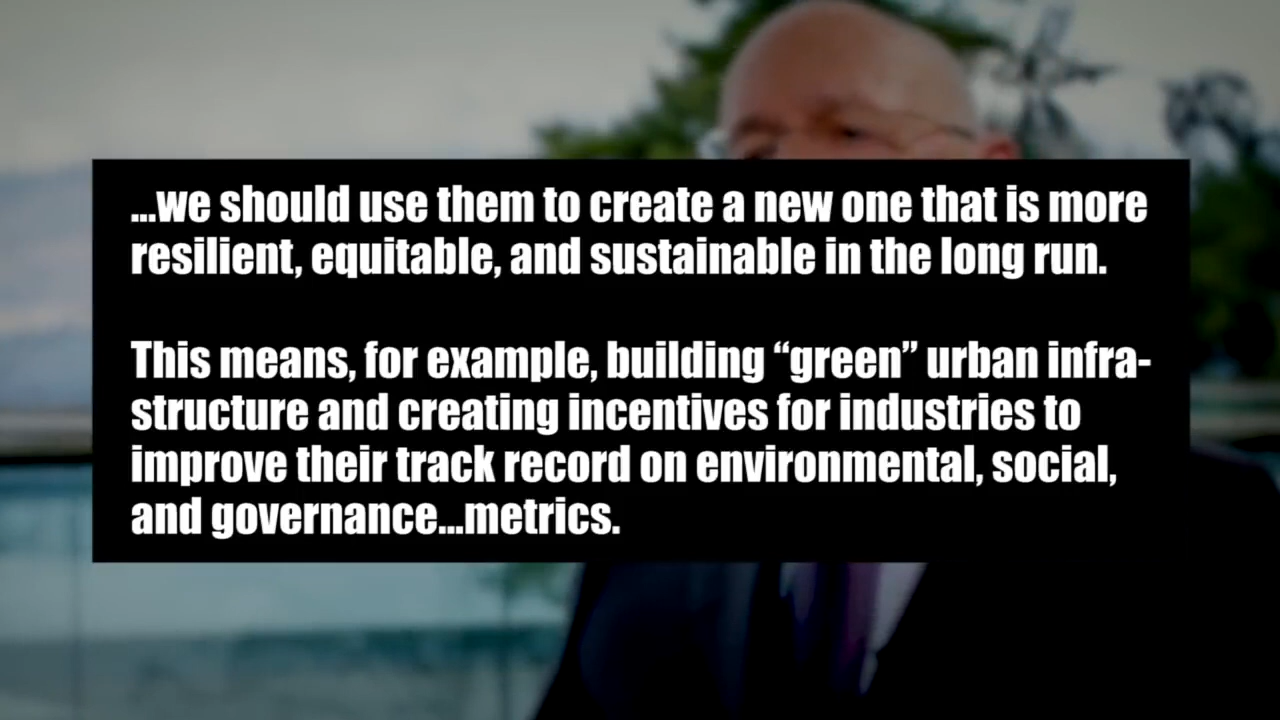 ...we should use them to create a new one that is more
resilient, equitable, and sustainable in the long run.
This means, for example, building “green” urban infra-
structure and creating incentives for industries to
improve their track record on environmental, social,
and governance...metrics.